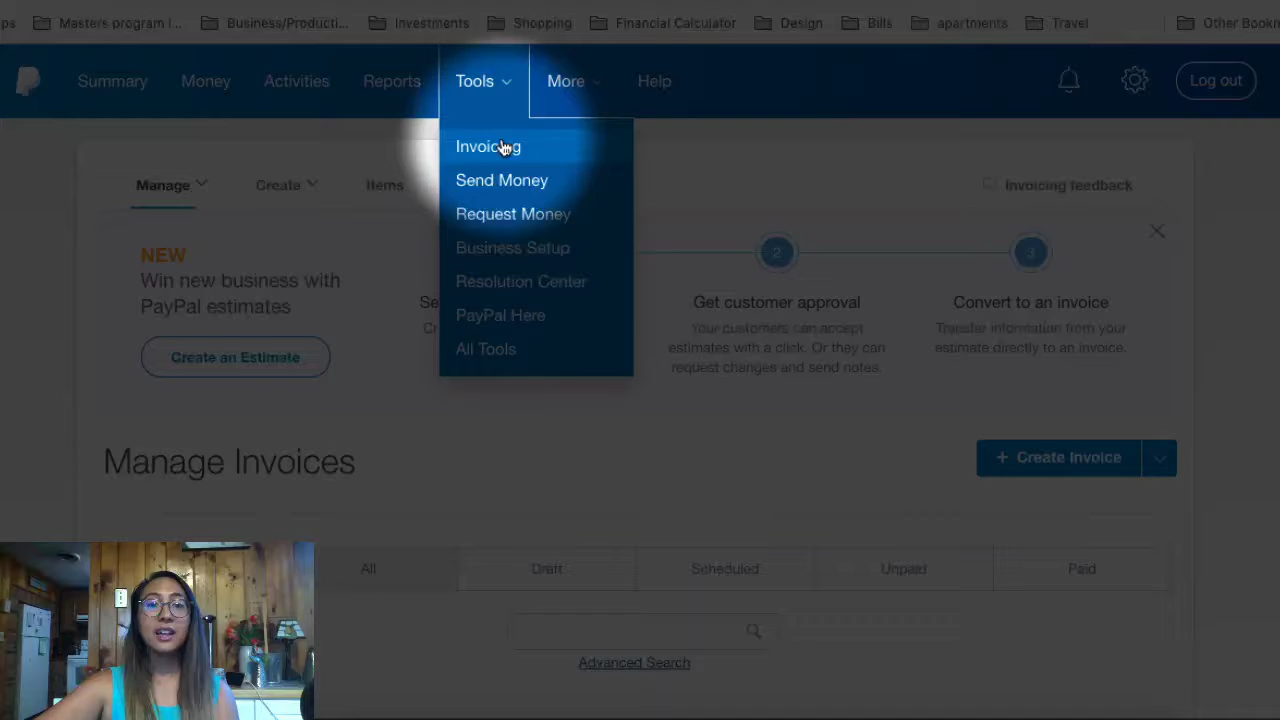 ps Masters program i... Business/Producti... Investments Shopping Financial Calculator Design Bills apartments Travel Other Bookm
Summary Money Activities Reports Tools More Help Log out
Invoicing
Send Money
Request Money
Business Setup
Resolution Center
PayPal Here
All Tools
Manage Create Items Invoicing feedback
NEW
Win new business with
PayPal estimates
Create an Estimate
2
Get customer approval
Your customers can accept
estimates with a click. Or they can
request changes and send notes.
3
Convert to an invoice
Transfer information from your
estimate directly to an invoice.
Manage Invoices
+ Create Invoice
All Draft Scheduled Unpaid Paid
Advanced Search